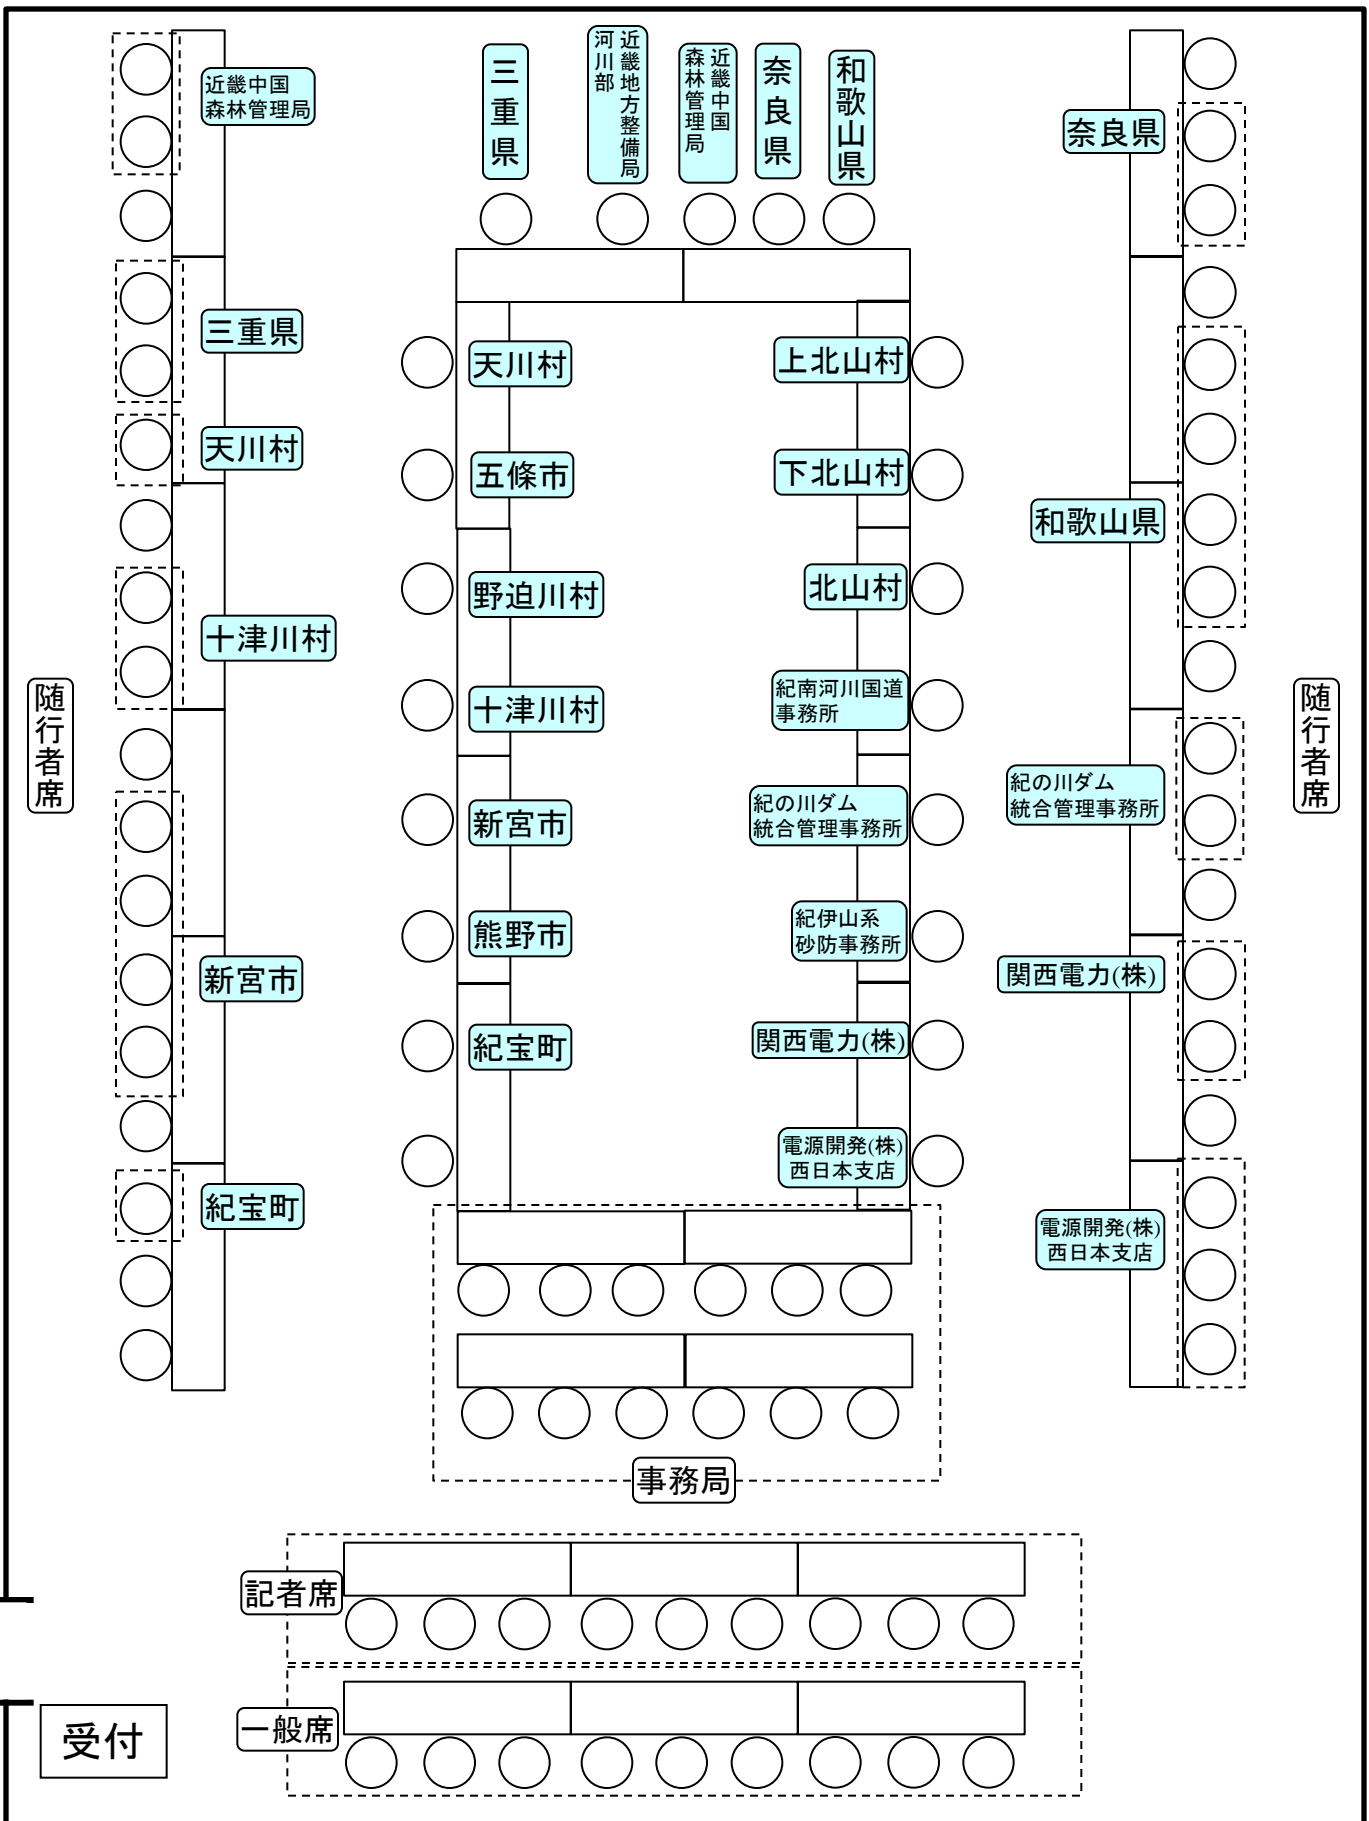 三重県
近畿地方整備局
河川部
近畿中国
森林管理局
奈良県
和歌山県
近畿中国
森林管理局
三重県
天川村
十津川村
新宮市
紀宝町
随行者席
天川村
五條市
野迫川村
十津川村
新宮市
熊野市
紀宝町
上北山村
下北山村
北山村
紀南河川国道
事務所
紀の川ダム
統合管理事務所
紀伊山系
砂防事務所
関西電力(株)
電源開発(株)
西日本支店
奈良県
和歌山県
紀の川ダム
統合管理事務所
関西電力(株)
電源開発(株)
西日本支店
随行者席
事務局
記者席
一般席
受付